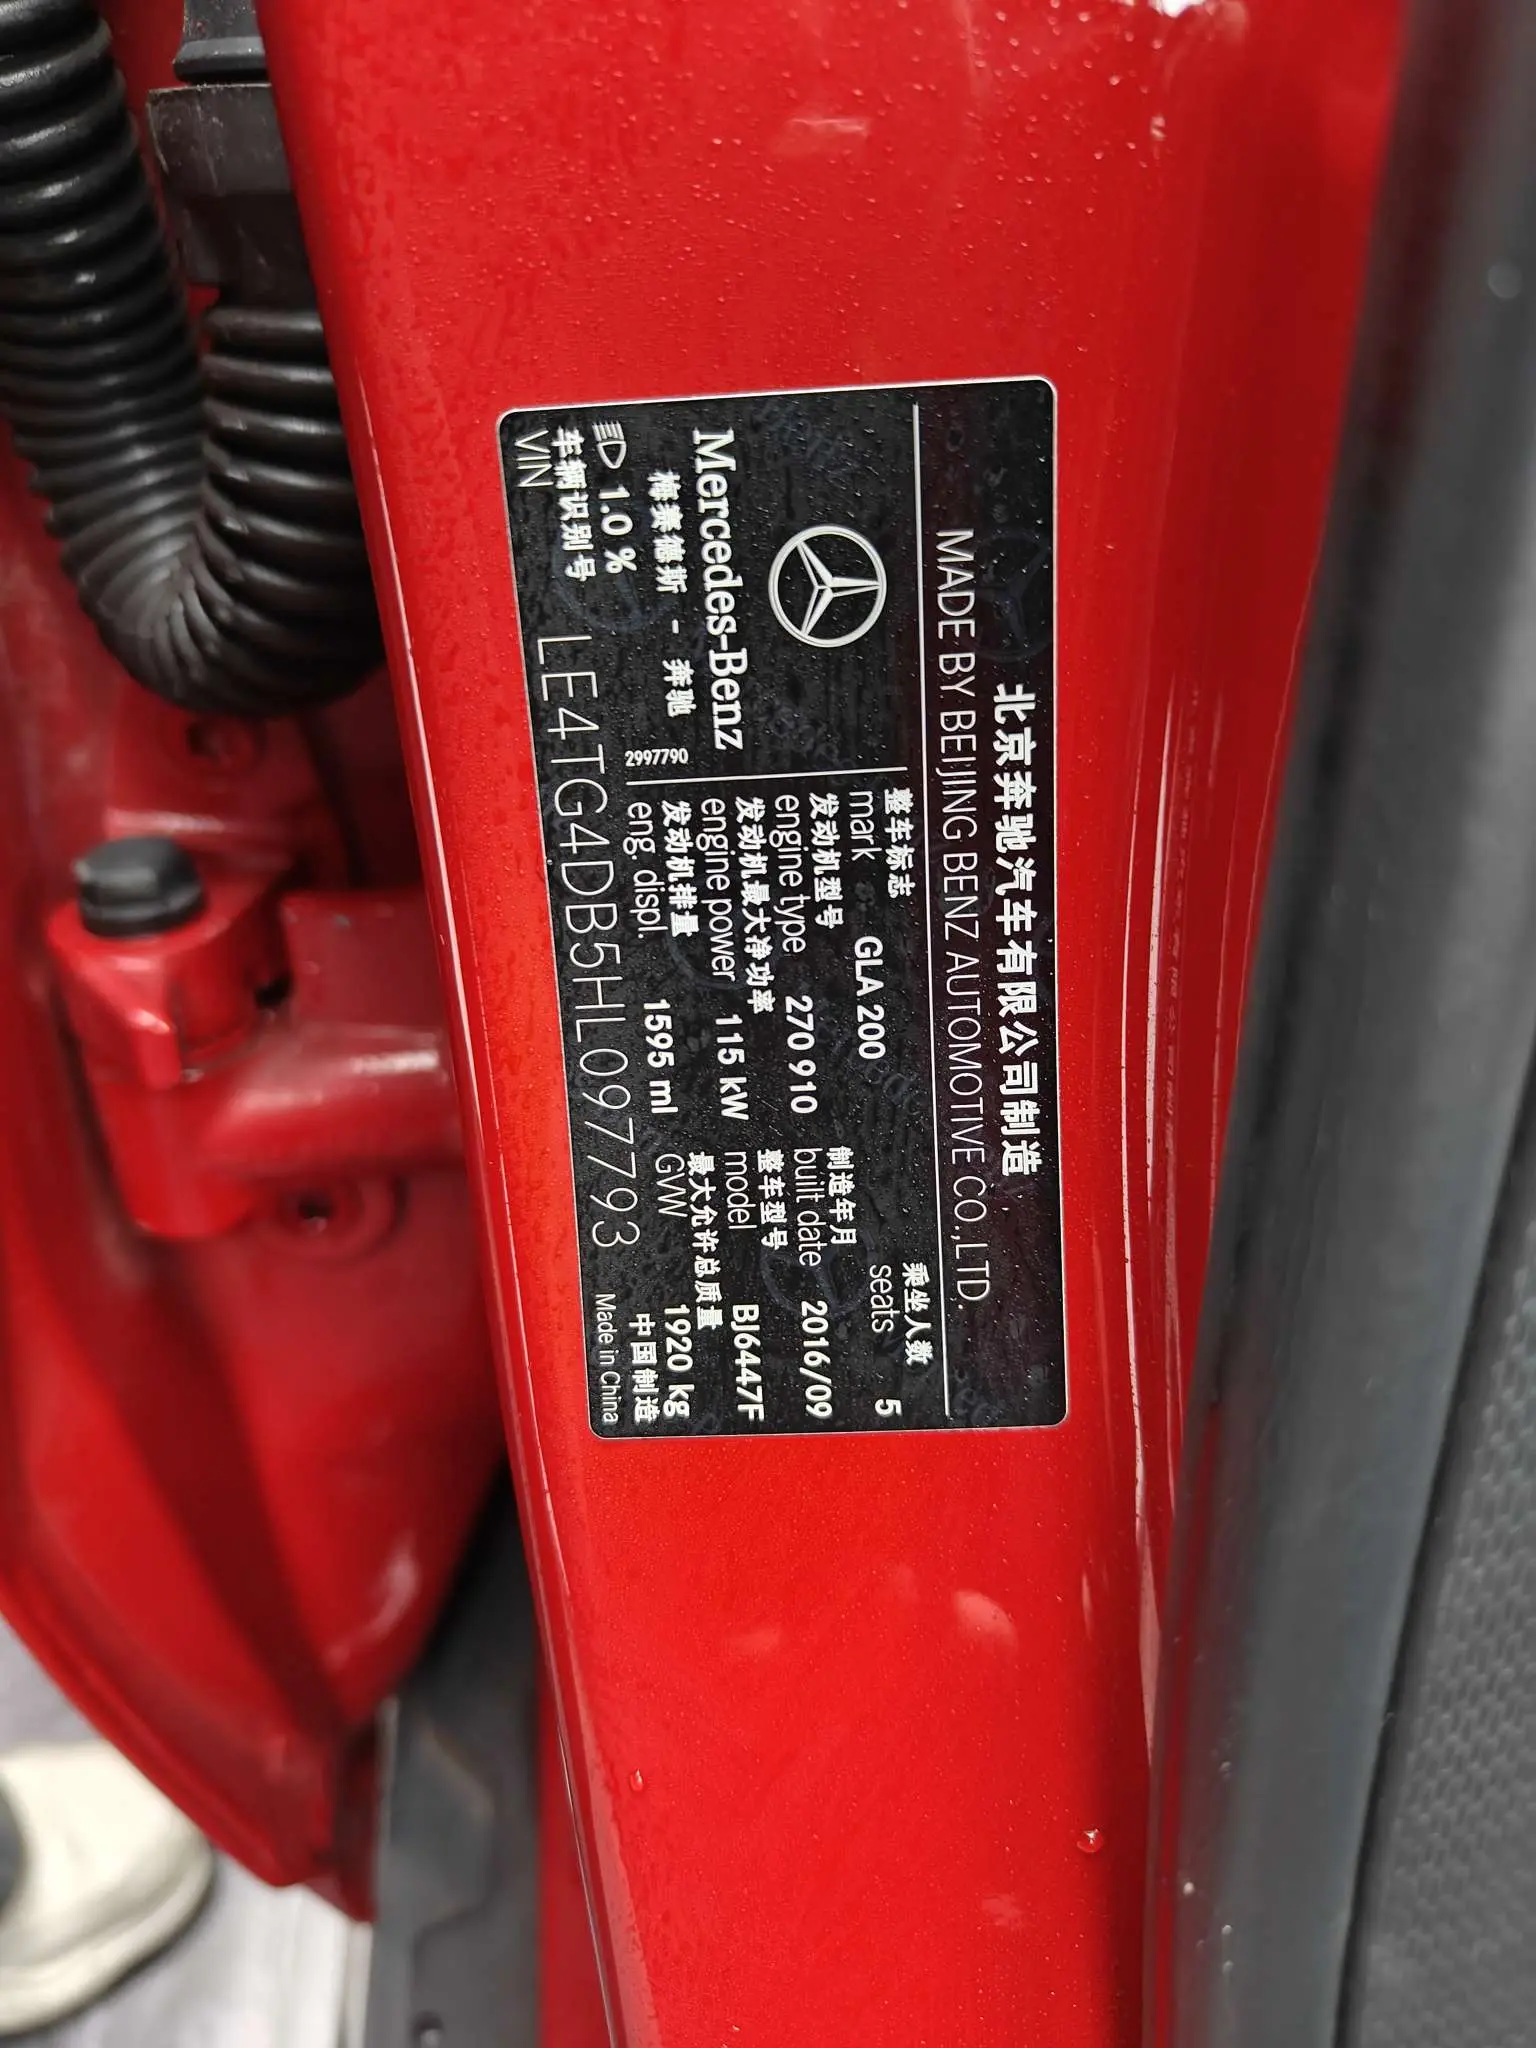 北京奔驰汽车有限公司制造
MADE BY BEIJING BENZ AUTOMOTIVE CO.,LTD.
整车标志
mark GLA 200
乘坐人数
seats 5
发动机型号
engine type 270 910
制造年月
built date 2016/09
发动机最大净功率
engine power 115 kW
整车型号
model BJ6447F
发动机排量
eng. displ. 1595 ml
最大允许总质量
GVW 1920 kg
Mercedes-Benz
梅赛德斯 - 奔驰
2997790
1.0 %
车辆识别号
VIN LE4TG4DB5HL097793
中国制造
Made in China